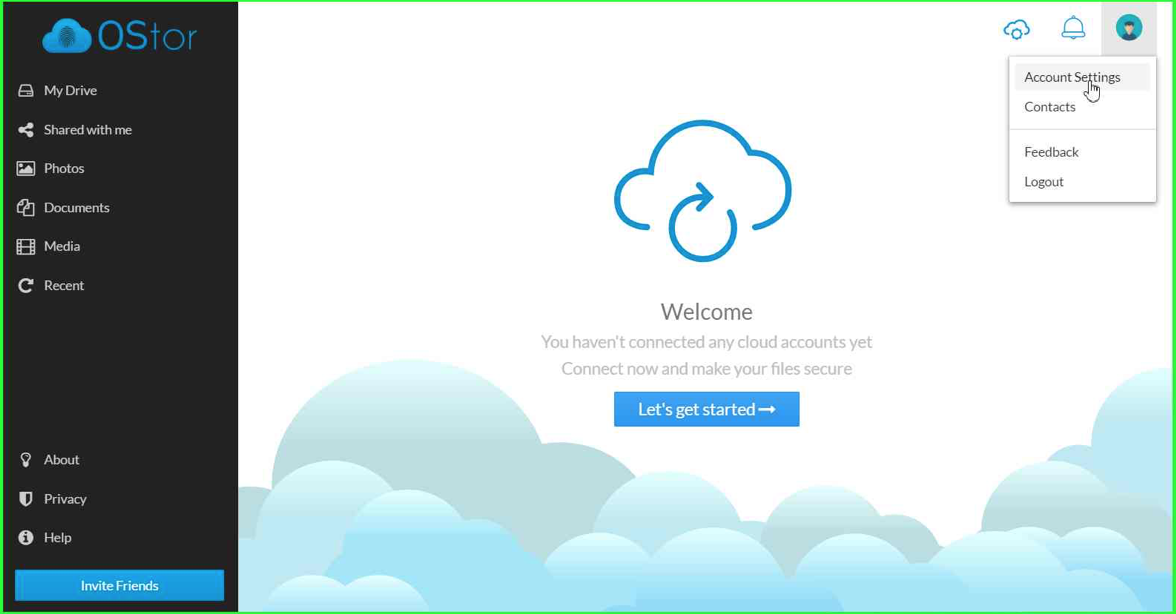 OStor
My Drive
Shared with me
Photos
Documents
Media
Recent
About
Privacy
Help
Invite Friends
Account Settings
Contacts
Feedback
Logout
Welcome
You haven't connected any cloud accounts yet
Connect now and make your files secure
Let's get started